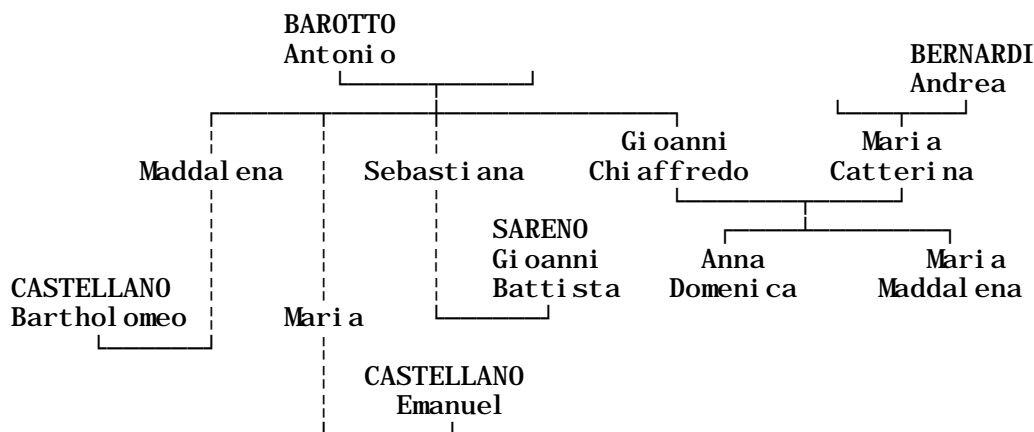 BAROTTO
Antonio
BERNARDI
Andrea
Gioanni
Maria
Maddalena
Sebastiana
Chiaffredo
Catterina
SARENO
Gioanni
Anna
Maria
CASTELLANO
Battista
Domenica
Maddalena
Bartholomeo
Maria
CASTELLANO
Emanuel